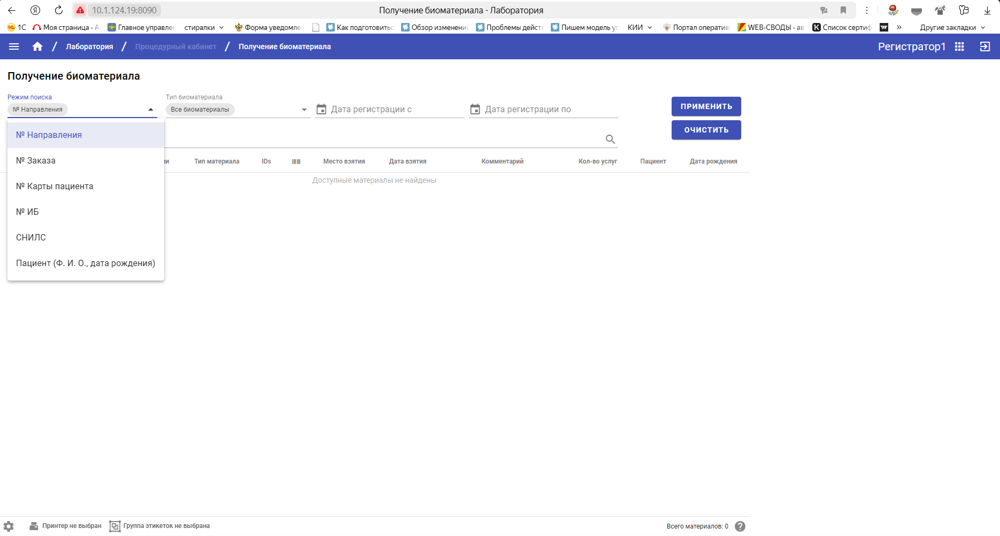 10.1.124.19:8090
Получение биоматериала - Лаборатория
1С
Моя страница - А
Главное управлен
стиралки
Форма уведомле
Как подготовитьс
Обзор изменений
Проблемы действ
Пишем модель уг
КИИ
Портал оператив
WEB-СВОДЫ - ав
Список сертиф
Другие закладки
/ Лаборатория / Процедурный кабинет / Получение биоматериала
Регистратор1
Получение биоматериала
Режим поиска
№ Направления
Тип биоматериала
Все биоматериалы
Дата регистрации с
Дата регистрации по
ПРИМЕНИТЬ
ОЧИСТИТЬ
№ Направления
№ Заказа
№ Карты пациента
№ ИБ
СНИЛС
Пациент (Ф. И. О., дата рождения)
ии
Тип материала
IDs
Место взятия
Дата взятия
Комментарий
Кол-во услуг
Пациент
Дата рождения
Доступные материалы не найдены
Принтер не выбран
Группа этикеток не выбрана
Всего материалов: 0